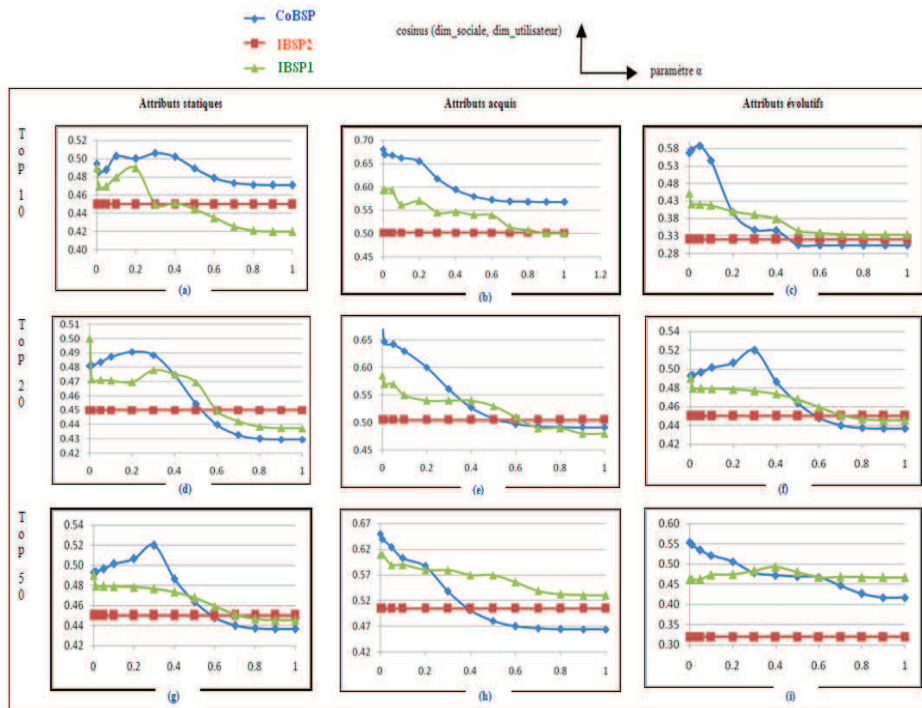 CoBSP
IBSP2
IBSP1
cosinus (dim_sociale, dim_utilisateur)
paramètre α
Attributs statiques
Attributs acquis
Attributs évolutifs
Top 10
0.52
0.50
0.48
0.46
0.44
0.42
0.40
0 0.2 0.4 0.6 0.8 1
(a)
0.70
0.65
0.60
0.55
0.50
0.45
0 0.2 0.4 0.6 0.8 1 1.2
(b)
0.58
0.53
0.48
0.43
0.38
0.33
0.28
0 0.2 0.4 0.6 0.8 1
(c)
Top 20
0.51
0.50
0.49
0.48
0.47
0.46
0.45
0.44
0.43
0.42
0 0.2 0.4 0.6 0.8 1
(d)
0.65
0.60
0.55
0.50
0.45
0 0.2 0.4 0.6 0.8 1
(e)
0.54
0.52
0.50
0.48
0.46
0.44
0.42
0 0.2 0.4 0.6 0.8 1
(f)
Top 50
0.54
0.52
0.50
0.48
0.46
0.44
0.42
0 0.2 0.4 0.6 0.8 1
(g)
0.67
0.62
0.57
0.52
0.47
0.42
0 0.2 0.4 0.6 0.8 1
(h)
0.60
0.55
0.50
0.45
0.40
0.35
0.30
0 0.2 0.4 0.6 0.8 1
(i)